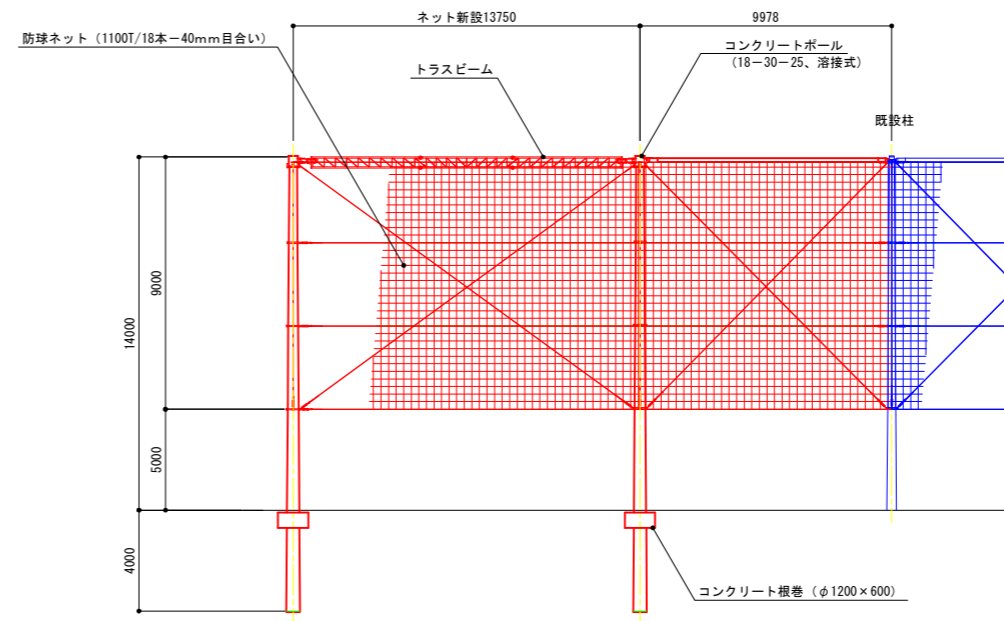 ネット新設13750
9978
防球ネット（1100T/18本－40mm目合い）
コンクリートポール
（18－30－25、溶接式）
トラスビーム
既設柱
9000
14000
5000
4000
コンクリート根巻（φ1200×600）